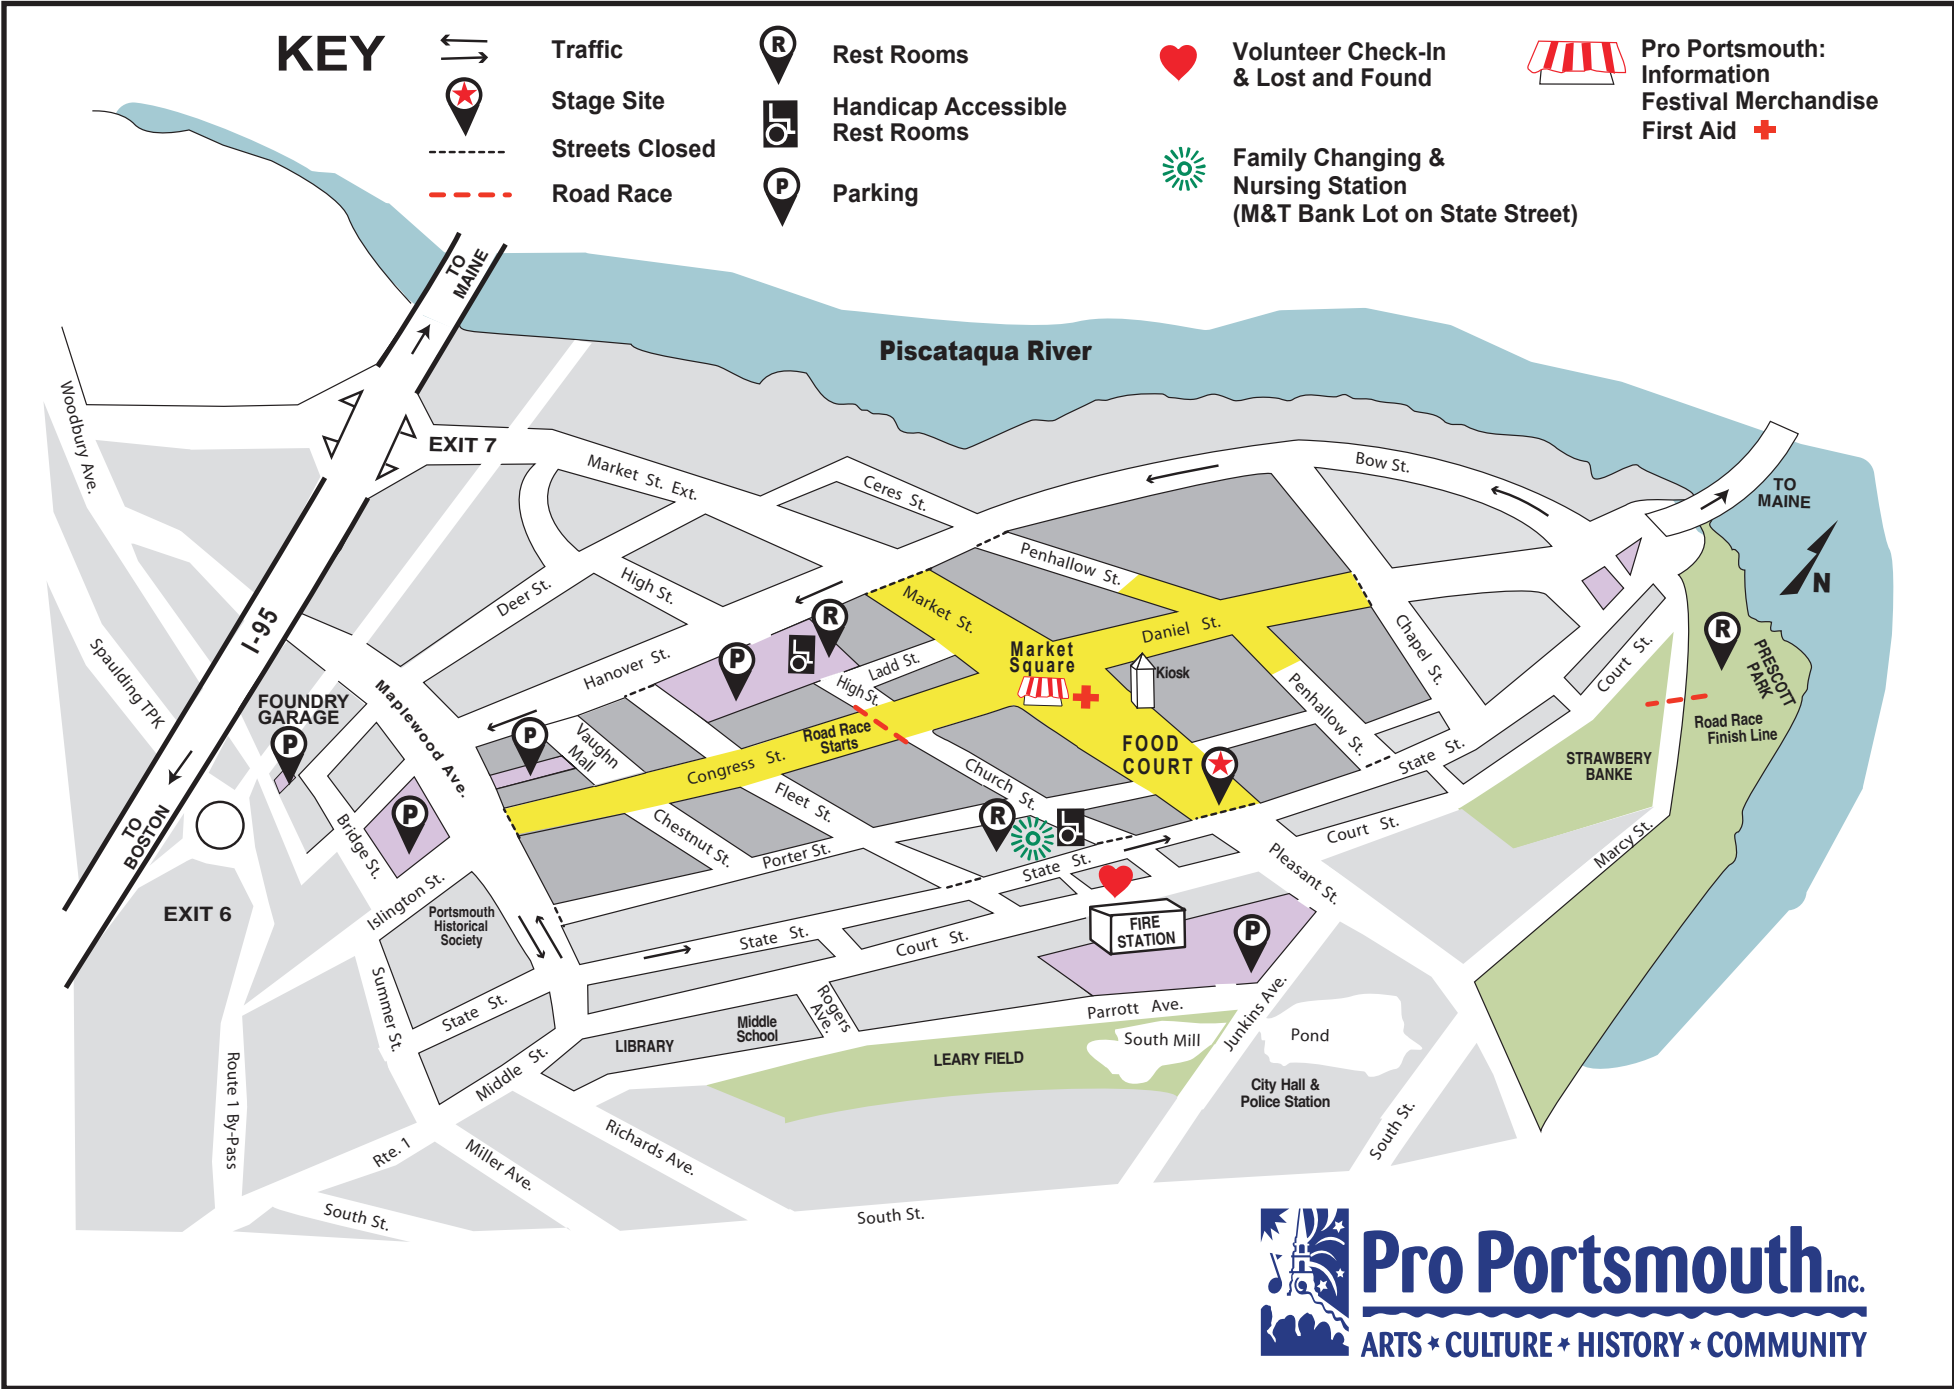 KEY
Traffic
Stage Site
Streets Closed
Road Race
R
Rest Rooms
Handicap Accessible
Rest Rooms
P
Parking
Volunteer Check-In
& Lost and Found
Family Changing &
Nursing Station
(M&T Bank Lot on State Street)
Pro Portsmouth:
Information
Festival Merchandise
First Aid
TO
MAINE
Piscataqua River
Woodbury Ave.
EXIT 7
Market St. Ext.
Ceres St.
Bow St.
TO
MAINE
N
Penhallow St.
High St.
Deer St.
Market St.
Daniel St.
Chapel St.
Court St.
R
PRESCOTT
PARK
I-95
Spaulding TPK
Hanover St.
P
R
Ladd St.
High St.
Market
Square
Kiosk
Penhallow St.
FOUNDRY
GARAGE
P
Maplewood Ave.
P
Vaughn
Mall
Road Race
Starts
Congress St.
FOOD
COURT
State St.
Road Race
Finish Line
STRAWBERY
BANKE
TO
BOSTON
Bridge St.
P
Church St.
Fleet St.
Chestnut St.
Porter St.
R
State St.
Court St.
Pleasant St.
Marcy St.
EXIT 6
Islington St.
Portsmouth
Historical
Society
FIRE
STATION
P
State St.
Court St.
Summer St.
State St.
Rogers
Ave.
Parrott Ave.
Junkins Ave.
Middle
School
LIBRARY
LEARY FIELD
South Mill
Pond
City Hall &
Police Station
Middle St.
Route 1 By-Pass
Rte. 1
Miller Ave.
Richards Ave.
South St.
South St.
South St.
Pro Portsmouth Inc.
ARTS ★ CULTURE ★ HISTORY ★ COMMUNITY